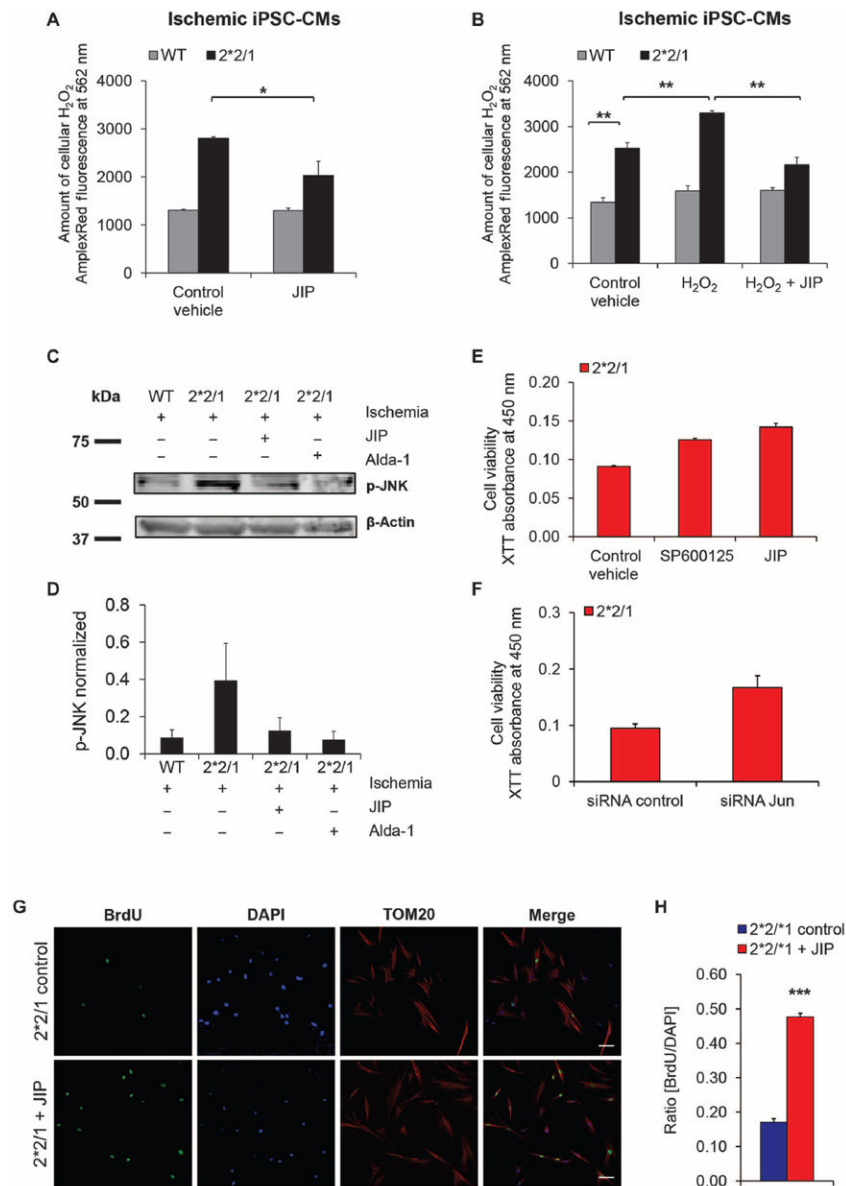 A
Ischemic iPSC-CMs
WT 2*2/1
Amount of cellular H₂O₂
AmplexRed fluorescence at 562 nm
4000
3000
2000
1000
0
*
Control
vehicle
JIP
B
Ischemic iPSC-CMs
WT 2*2/1
Amount of cellular H₂O₂
AmplexRed fluorescence at 562 nm
4000
3000
2000
1000
0
**
**
**
Control
vehicle
H₂O₂
H₂O₂ + JIP
C
kDa WT 2*2/1 2*2/1 2*2/1
+ + + + Ischemia
– – + – JIP
– – – + Alda-1
75
50
37
p-JNK
β-Actin
D
p-JNK normalized
0.8
0.6
0.4
0.2
0.0
WT 2*2/1 2*2/1 2*2/1
+ + + + Ischemia
– – + – JIP
– – – + Alda-1
E
2*2/1
Cell viability
XTT absorbance at 450 nm
0.20
0.15
0.10
0.05
0.00
Control
vehicle
SP600125
JIP
F
2*2/1
Cell viability
XTT absorbance at 450 nm
0.3
0.2
0.1
0
siRNA control
siRNA Jun
G
BrdU DAPI TOM20 Merge
2*2/1 control
2*2/1 + JIP
H
2*2/*1 control
2*2/*1 + JIP
Ratio [BrdU/DAPI]
0.60
0.50
0.40
0.30
0.20
0.10
0.00
***